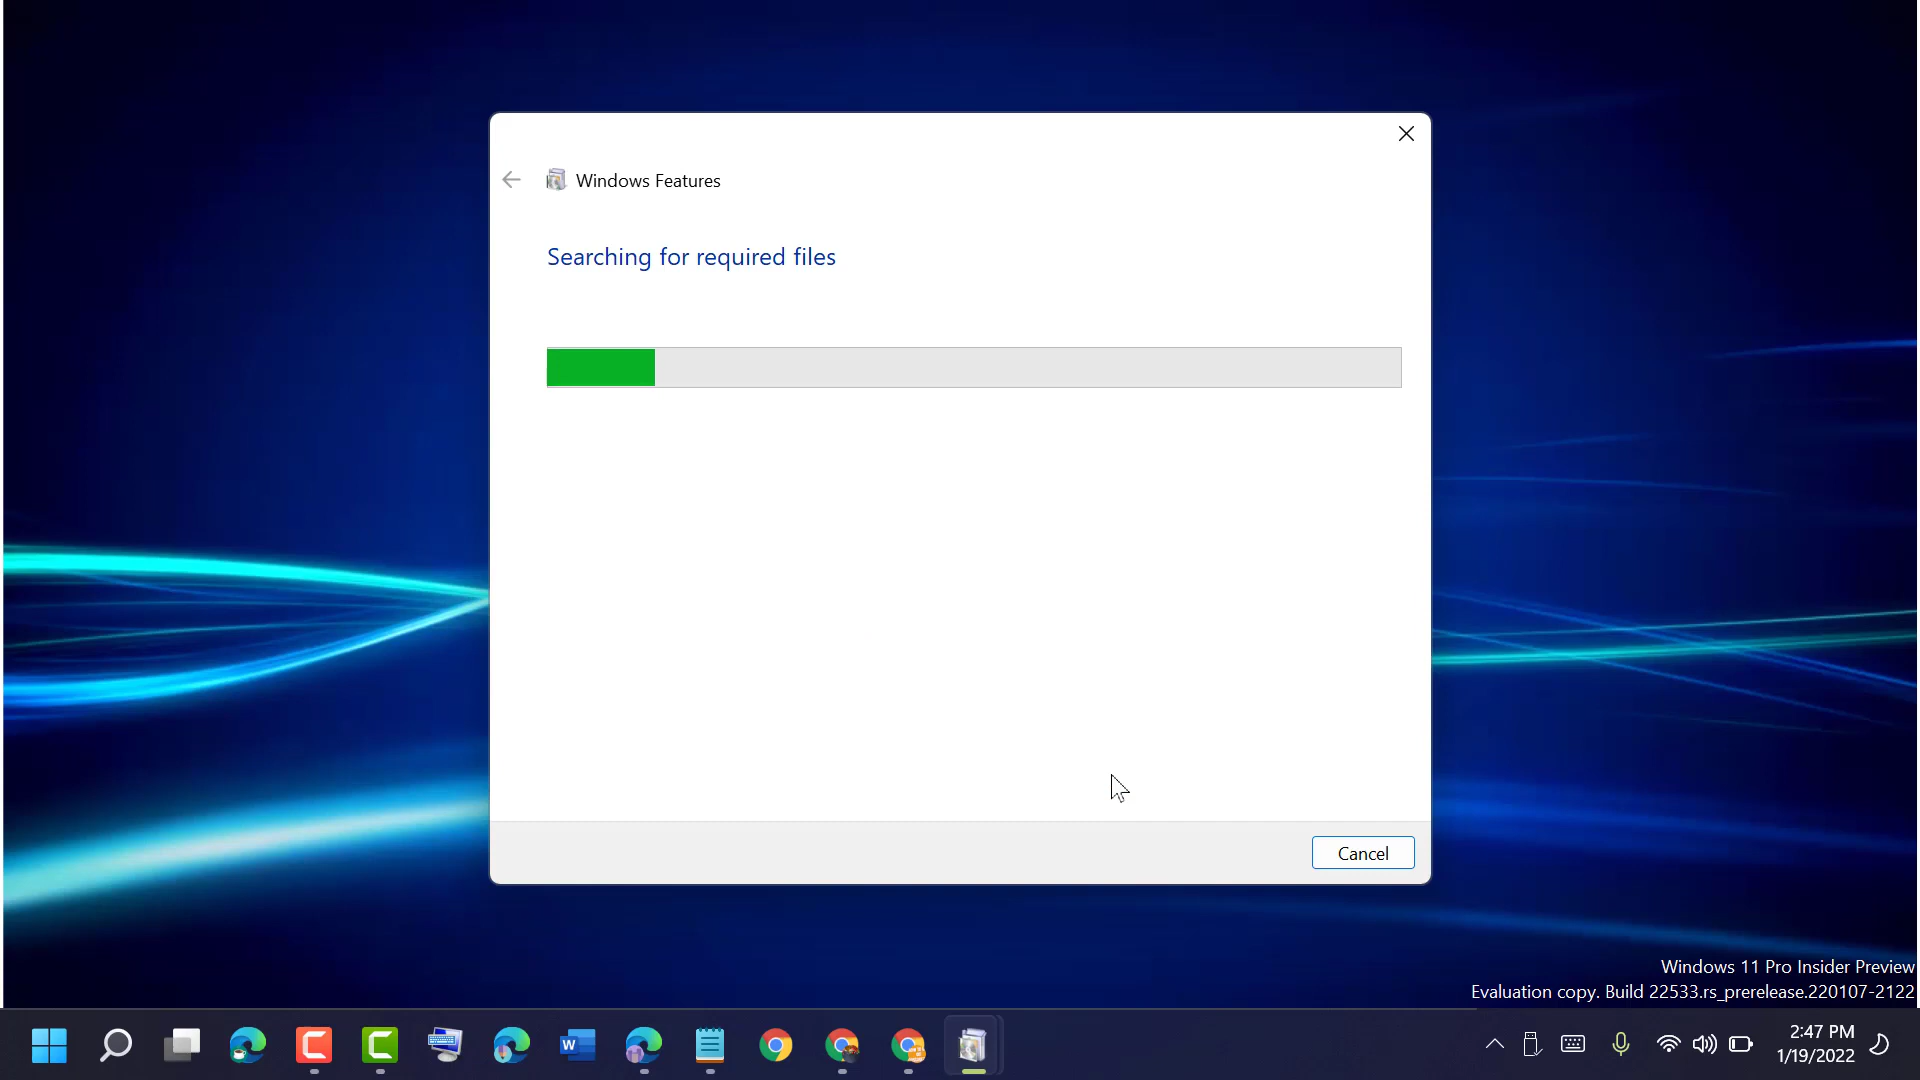 Windows Features
Searching for required files
Cancel
Windows 11 Pro Insider Preview
Evaluation copy. Build 22533.rs_prerelease.220107-2122
2:47 PM
1/19/2022